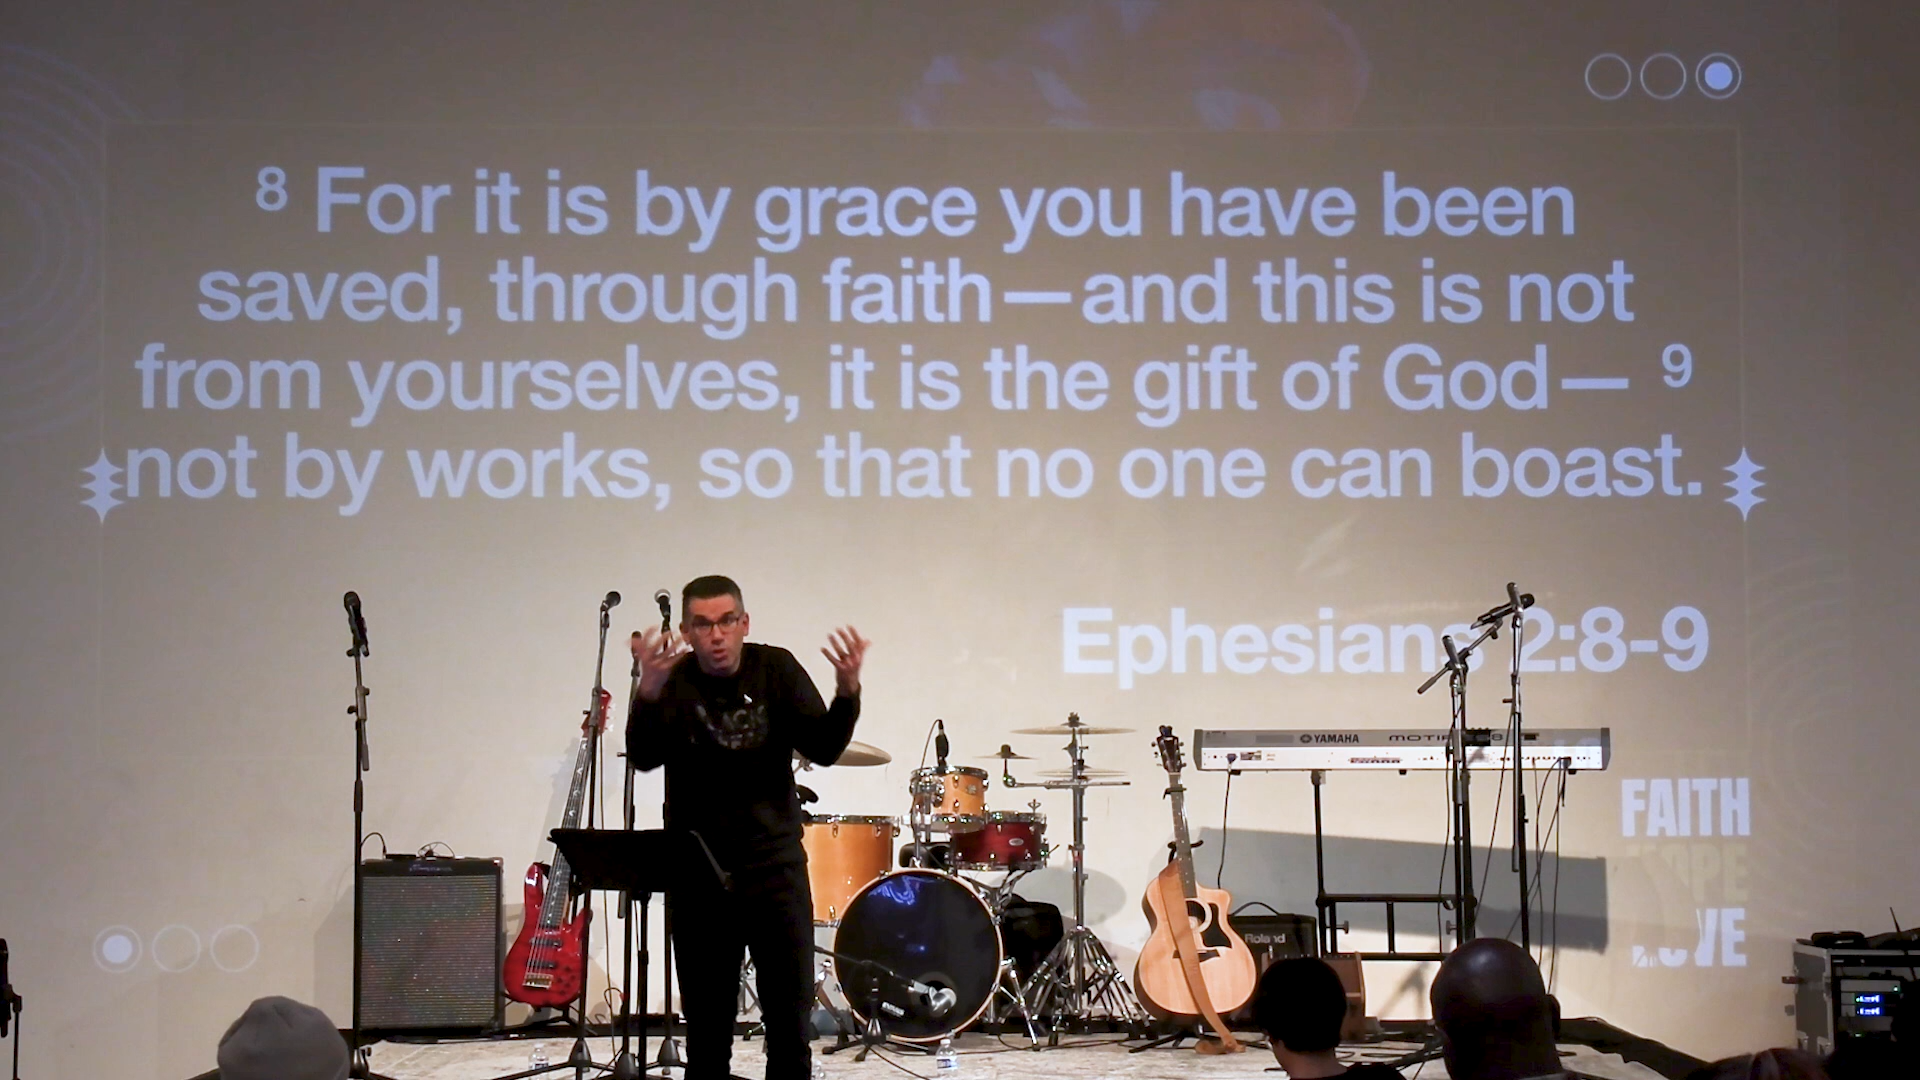 ⁸ For it is by grace you have been
saved, through faith—and this is not
from yourselves, it is the gift of God— ⁹
not by works, so that no one can boast.
Ephesians 2:8-9
YAMAHA
Roland
FAITH